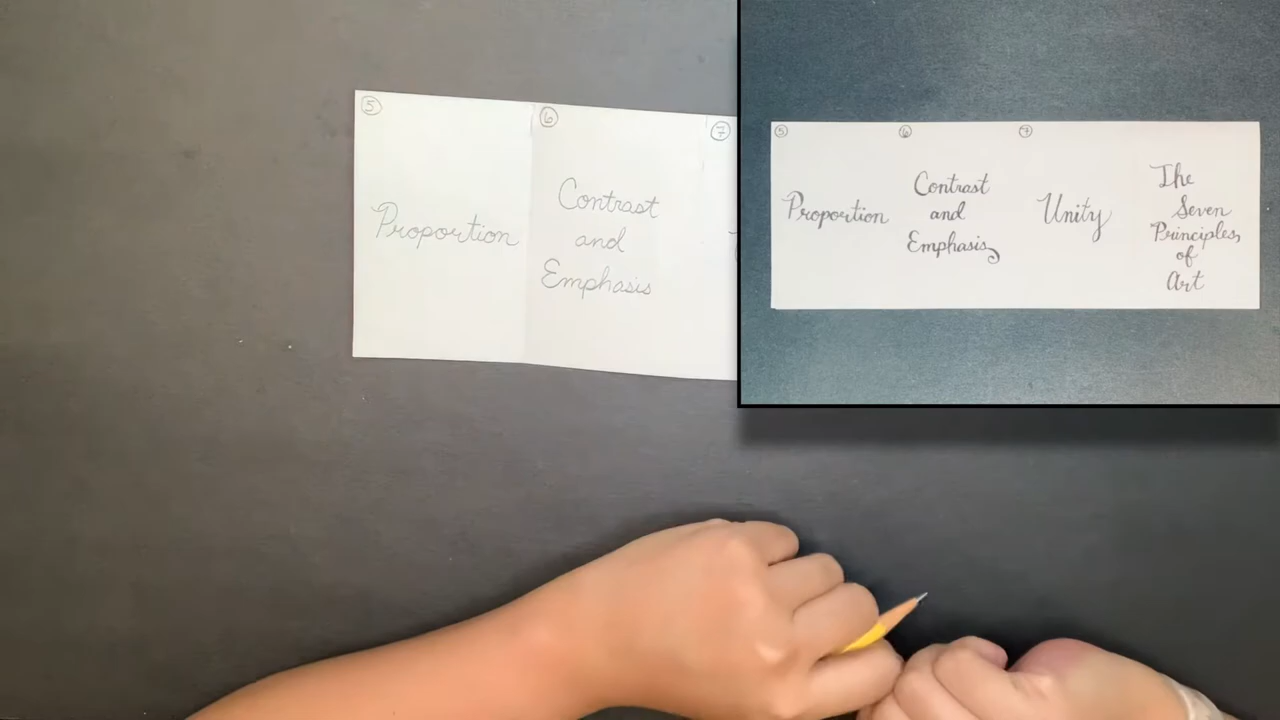 5
Proportion
6
Contrast
and
Emphasis
7
5
Proportion
6
Contrast
and
Emphasis
7
Unity
The
Seven
Principles
of
Art